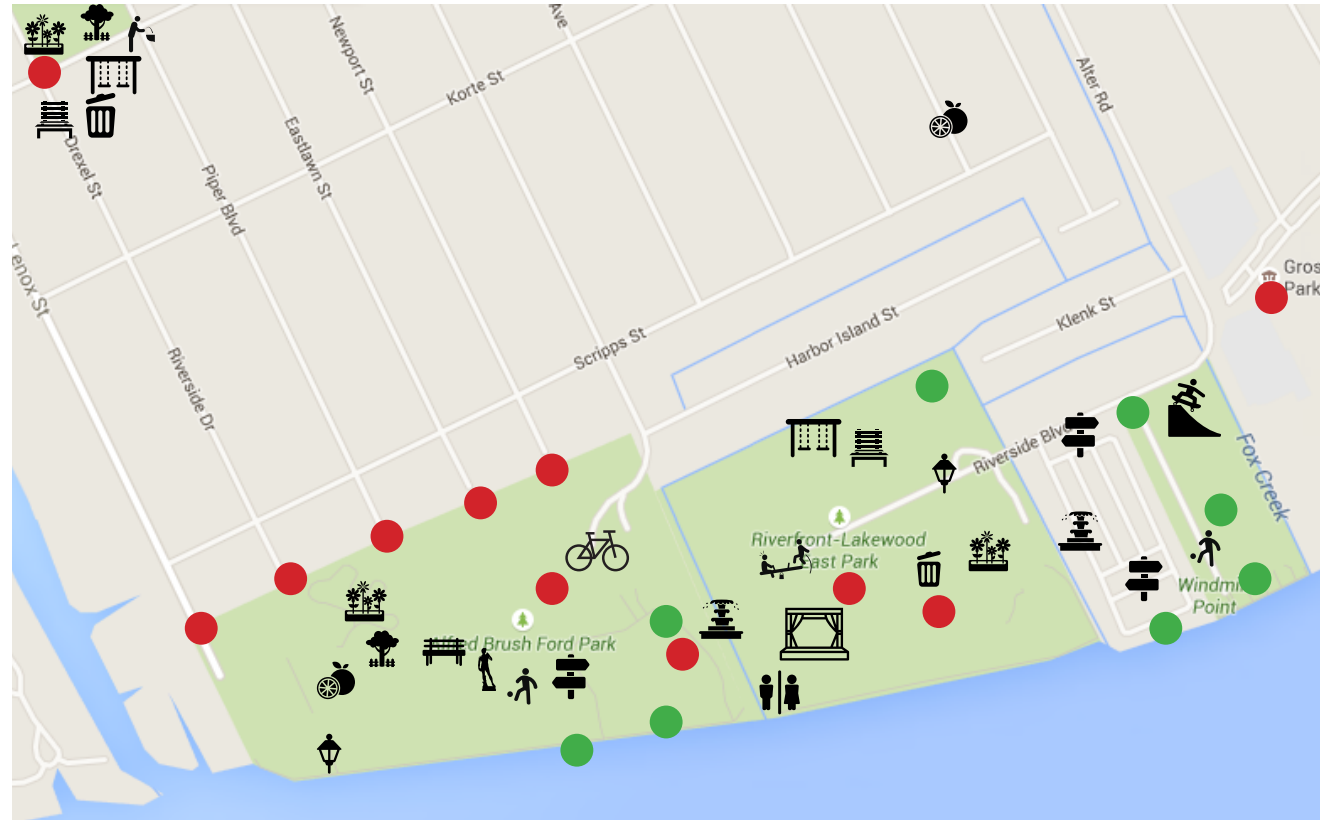 Ave
Newport St
Korte St
Alter Rd
Eastlawn St
Drexel St
Piper Blvd
Lenox St
Gros
Park
Klenk St
Harbor Island St
Scripps St
Riverside Dr
Riverside Blvd
Fox Creek
Riverfront-Lakewood
East Park
Windmill
Point
Alfred Brush Ford Park